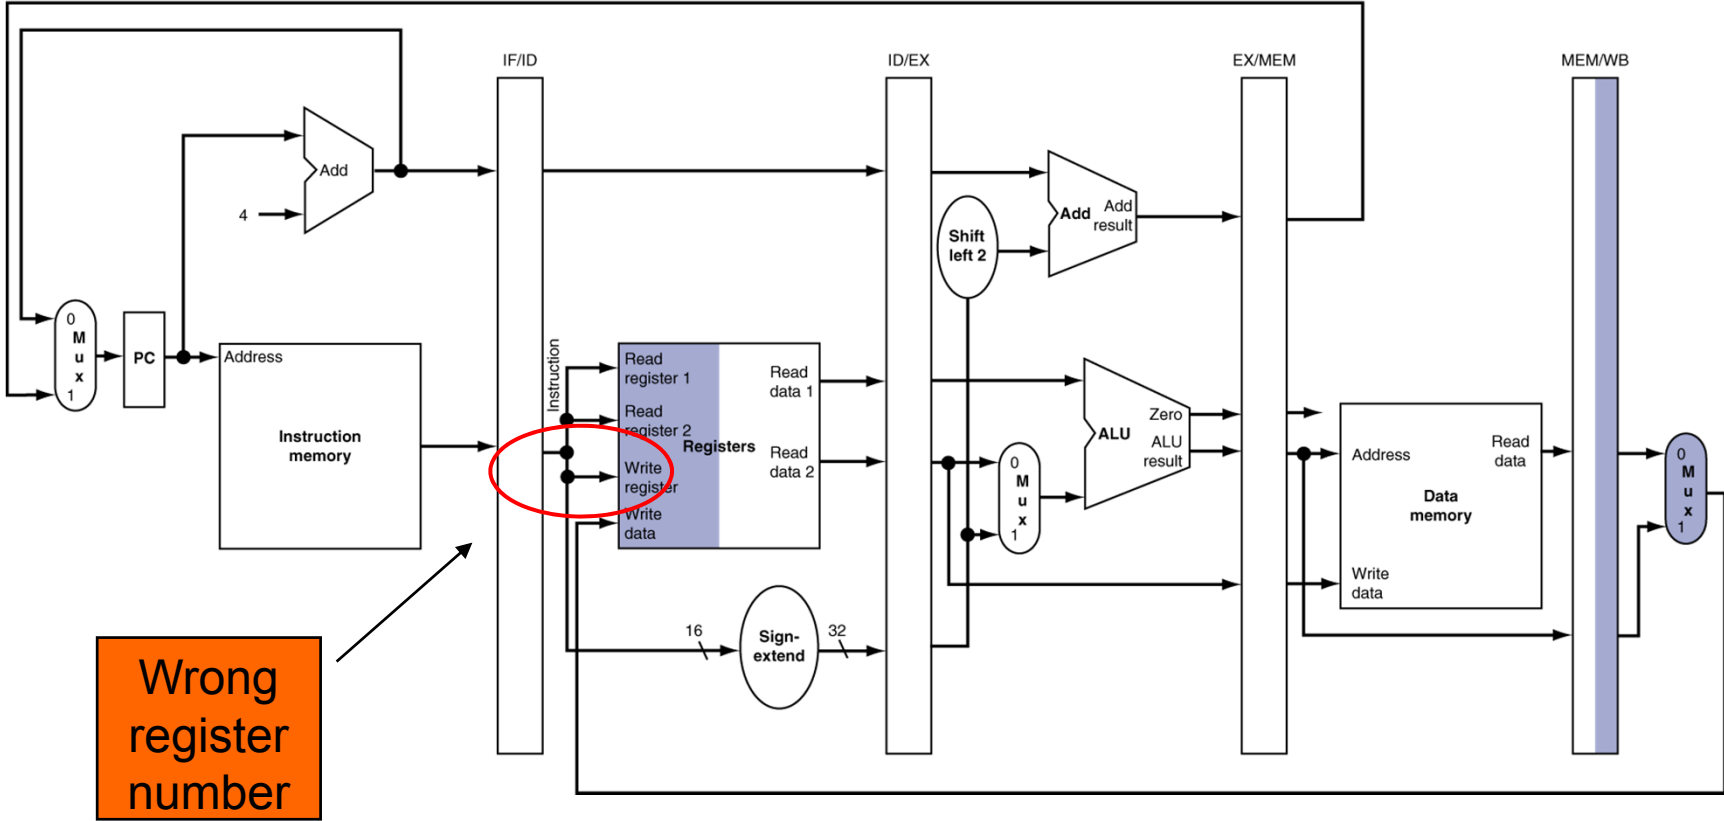 IF/ID
ID/EX
EX/MEM
MEM/WB
Add
4
Add
Add
result
Shift
left 2
0
M
u
x
1
PC
Address
Instruction
memory
Instruction
Read
register 1
Read
register 2
Write
register
Write
data
Registers
Read
data 1
Read
data 2
16
Sign-
extend
32
0
M
u
x
1
Zero
ALU
ALU
result
Address
Read
data
Data
memory
Write
data
0
M
u
x
1
Wrong
register
number